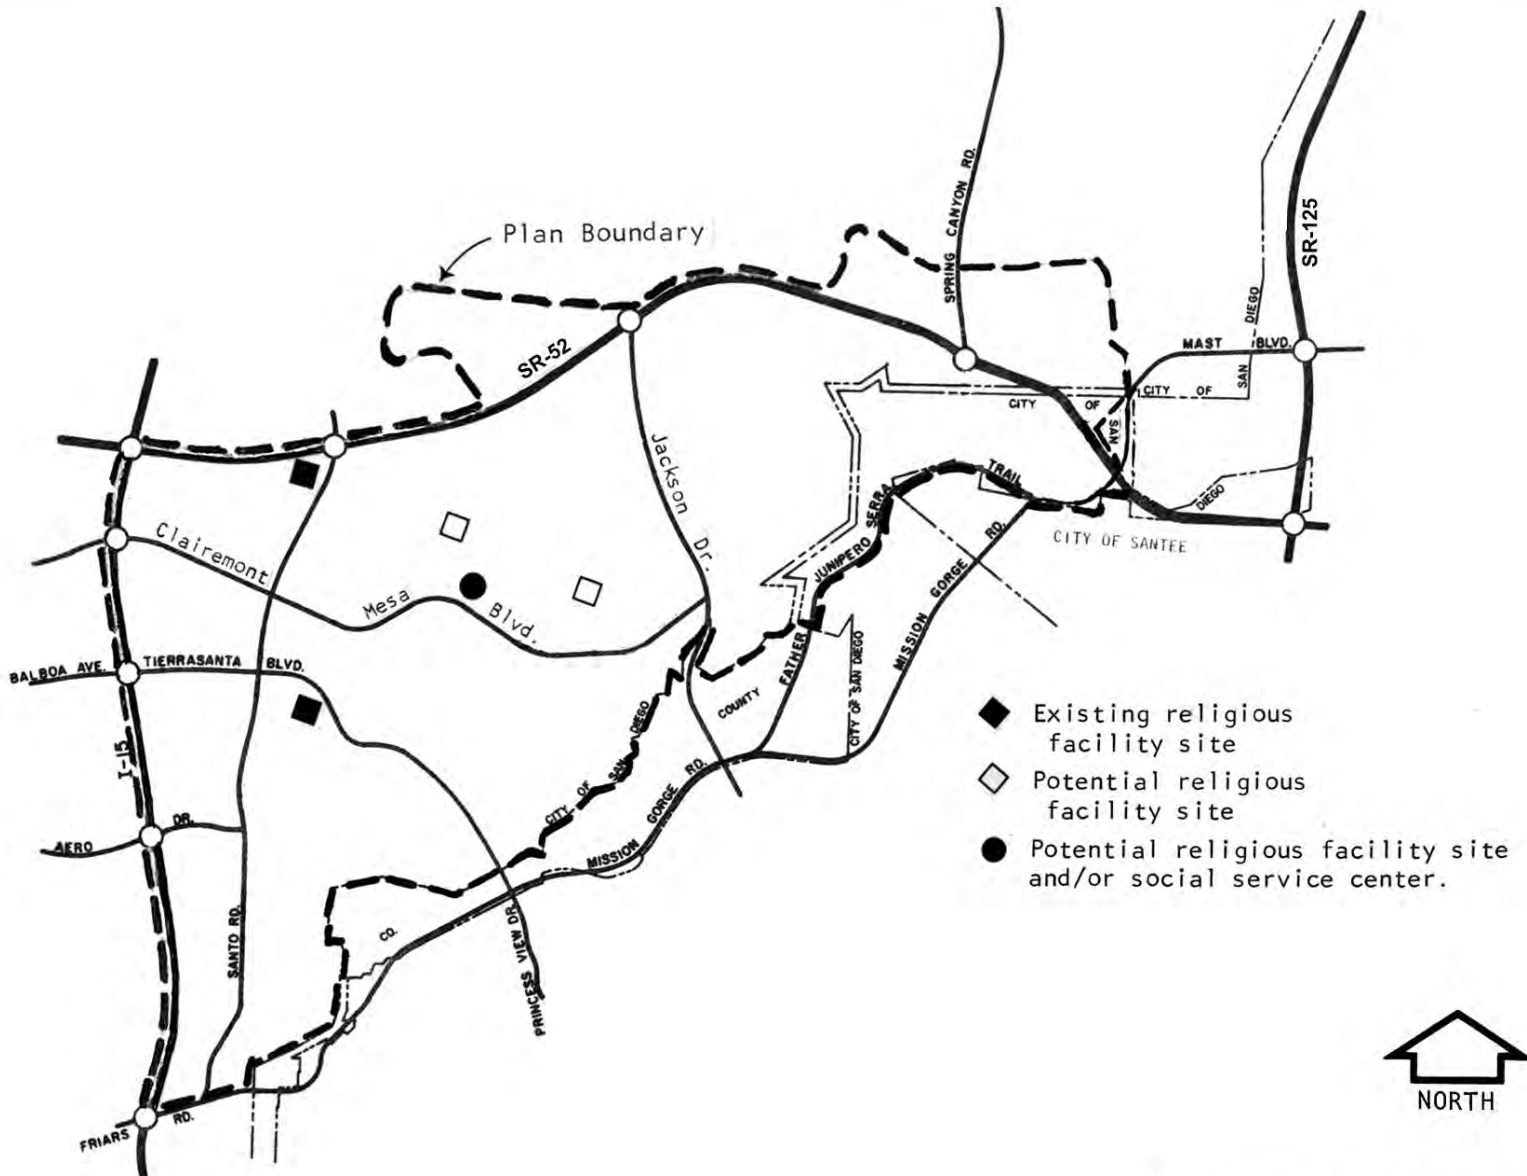 Plan Boundary
SPRING CANYON RD.
SR-125
SAN DIEGO
MAST BLVD.
SR-52
CITY OF SAN
CITY OF
DIEGO
Jackson Dr.
TRAIL
FATHER JUNIPERO SERRA
CITY OF SANTEE
MISSION GORGE RD.
Clairemont
Mesa Blvd.
BALBOA AVE.
TIERRASANTA BLVD.
COUNTY
CITY OF SAN DIEGO
CITY OF SAN DIEGO
I-15
AERO DR.
MISSION GORGE RD.
SANTO RD.
CO.
PRINCESS VIEW DR.
FRIARS RD.
Existing religious
facility site
Potential religious
facility site
Potential religious facility site
and/or social service center.
NORTH